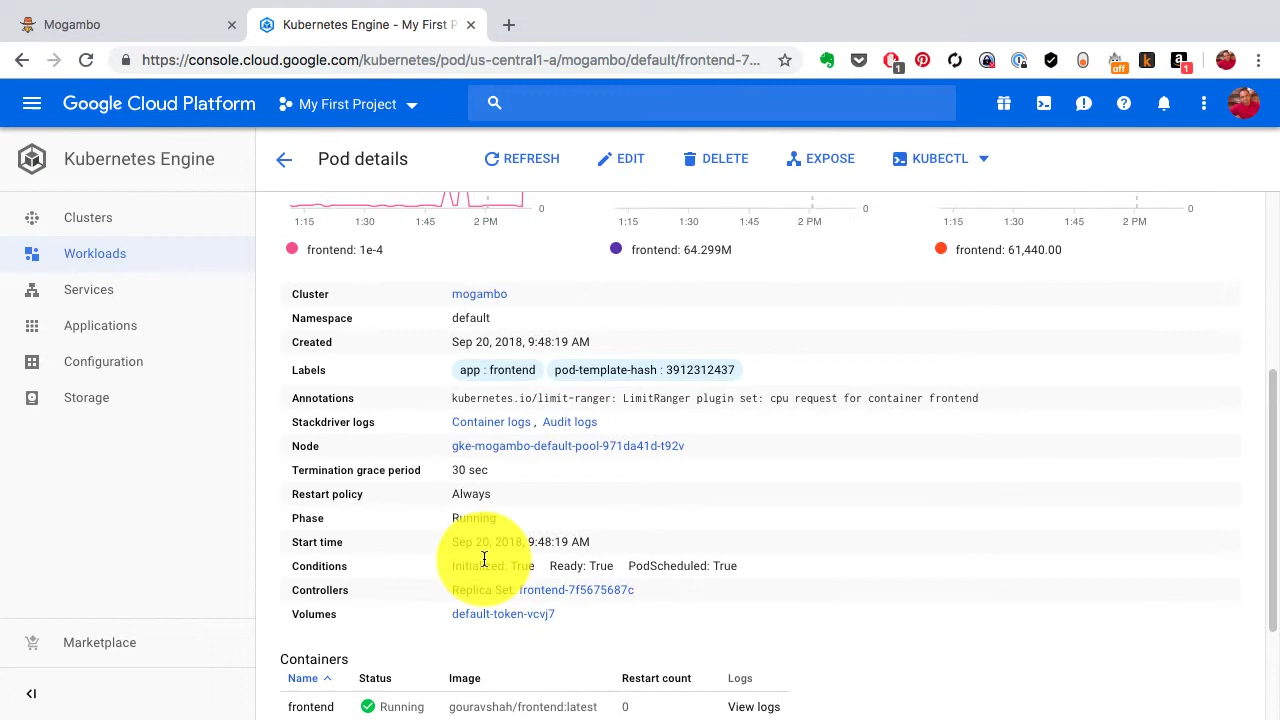 Mogambo
Kubernetes Engine - My First P
https://console.cloud.google.com/kubernetes/pod/us-central1-a/mogambo/default/frontend-7...
1
off
k
a
1
Google Cloud Platform
My First Project
Kubernetes Engine
Pod details
REFRESH
EDIT
DELETE
EXPOSE
KUBECTL
Clusters
Workloads
Services
Applications
Configuration
Storage
Marketplace
0 0 0
1:15 1:30 1:45 2 PM 1:15 1:30 1:45 2 PM 1:15 1:30 1:45 2 PM
frontend: 1e-4 frontend: 64.299M frontend: 61,440.00
Cluster mogambo
Namespace default
Created Sep 20, 2018, 9:48:19 AM
Labels app : frontend pod-template-hash : 3912312437
Annotations kubernetes.io/limit-ranger: LimitRanger plugin set: cpu request for container frontend
Stackdriver logs Container logs , Audit logs
Node gke-mogambo-default-pool-971da41d-t92v
Termination grace period 30 sec
Restart policy Always
Phase Running
Start time Sep 20, 2018, 9:48:19 AM
Conditions Initialized: True Ready: True PodScheduled: True
Controllers Replica Set: frontend-7f5675687c
Volumes default-token-vcvj7
Containers
Name Status Image Restart count Logs
frontend Running gouravshah/frontend:latest 0 View logs